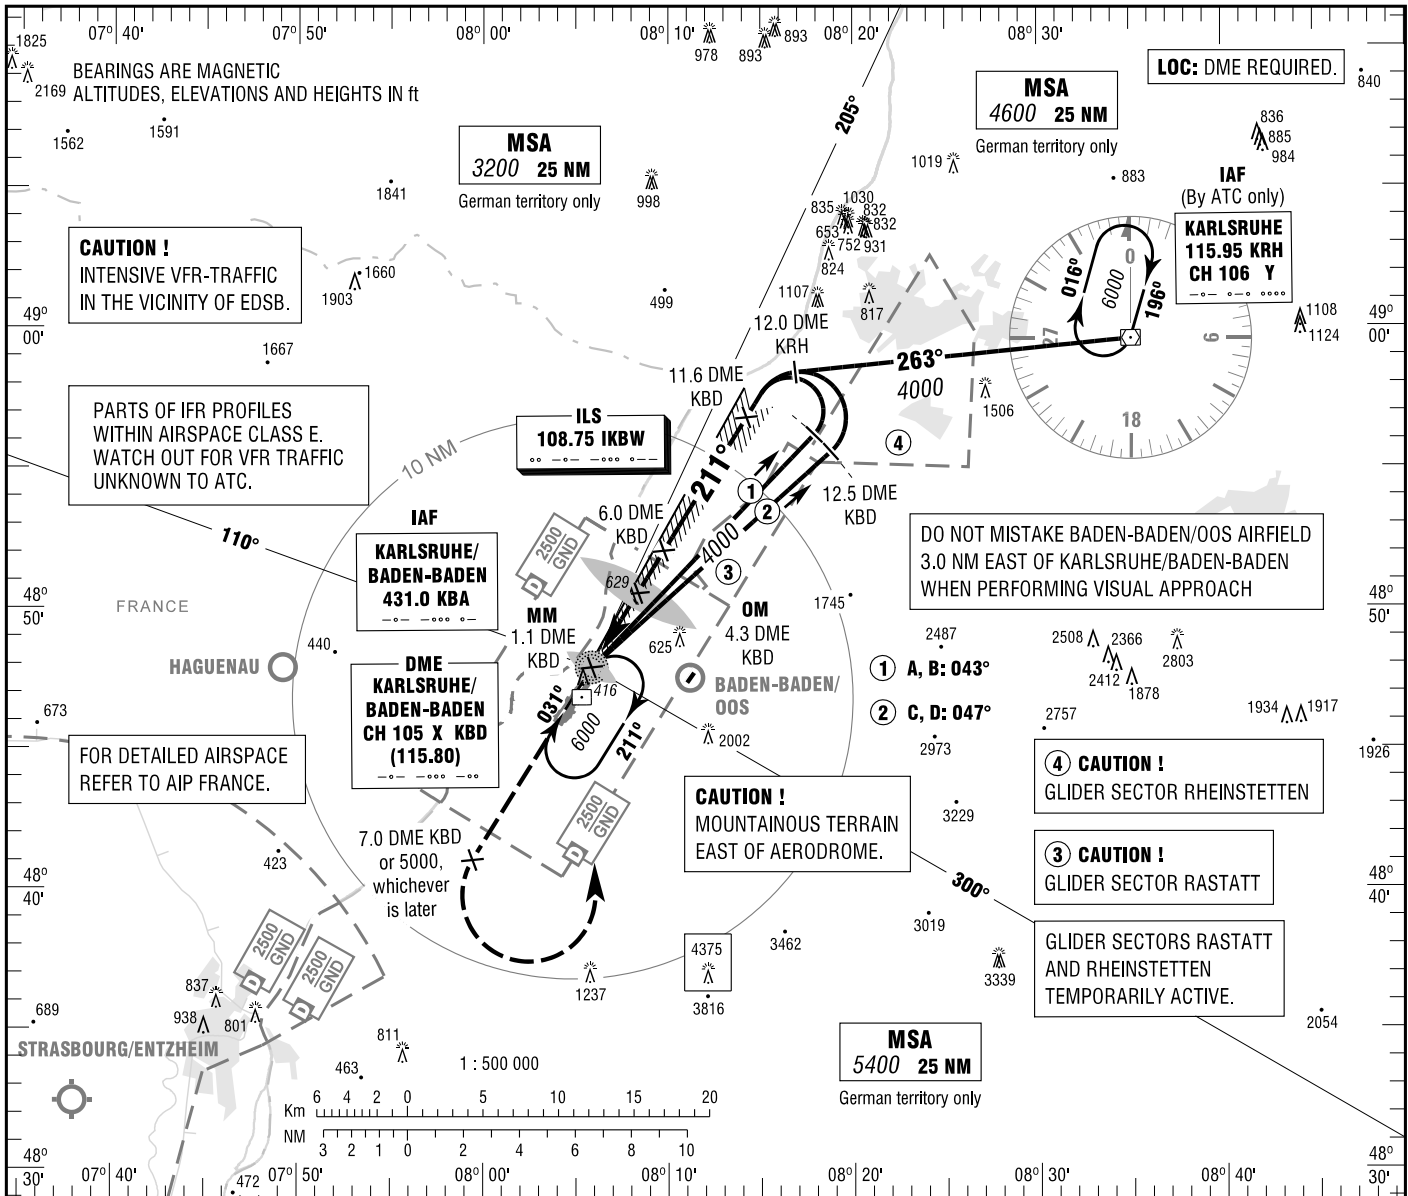 07° 40'
07° 50'
08° 00'
08° 10'
08° 20'
08° 30'
1825
2169
BEARINGS ARE MAGNETIC
ALTITUDES, ELEVATIONS AND HEIGHTS IN ft
978
893
893
LOC: DME REQUIRED.
840
MSA
4600 25 NM
German territory only
836
885
984
1562
1591
MSA
3200 25 NM
German territory only
205°
1019
883
1841
998
IAF
(By ATC only)
KARLSRUHE
115.95 KRH
CH 106 Y
835
1030
832
832
653
752
931
824
CAUTION !
INTENSIVE VFR-TRAFFIC
IN THE VICINITY OF EDSB.
1660
1903
499
1107
817
0
9
18
27
016°
6000
196°
1108
1124
49°
00'
49°
00'
12.0 DME
KRH
263°
4000
1667
11.6 DME
KBD
1506
PARTS OF IFR PROFILES
WITHIN AIRSPACE CLASS E.
WATCH OUT FOR VFR TRAFFIC
UNKNOWN TO ATC.
ILS
108.75 IKBW
10 NM
211°
4
1
2
12.5 DME
KBD
110°
IAF
KARLSRUHE/
BADEN-BADEN
431.0 KBA
6.0 DME
KBD
2500
GND
D
4000
3
DO NOT MISTAKE BADEN-BADEN/OOS AIRFIELD
3.0 NM EAST OF KARLSRUHE/BADEN-BADEN
WHEN PERFORMING VISUAL APPROACH
48°
50'
48°
50'
FRANCE
629
1745
MM
1.1 DME
KBD
OM
4.3 DME
KBD
625
440
HAGUENAU
2487
2508
2366
2412
1878
2803
1 A, B: 043°
2 C, D: 047°
DME
KARLSRUHE/
BADEN-BADEN
CH 105 X KBD
(115.80)
416
BADEN-BADEN/
OOS
031°
6000
211°
673
2002
2973
2757
1934
1917
1926
FOR DETAILED AIRSPACE
REFER TO AIP FRANCE.
4 CAUTION !
GLIDER SECTOR RHEINSTETTEN
CAUTION !
MOUNTAINOUS TERRAIN
EAST OF AERODROME.
3229
2500
GND
D
7.0 DME KBD
or 5000,
whichever
is later
423
3 CAUTION !
GLIDER SECTOR RASTATT
48°
40'
48°
40'
300°
3019
3462
GLIDER SECTORS RASTATT
AND RHEINSTETTEN
TEMPORARILY ACTIVE.
2500
GND
D
2500
GND
D
4375
3816
1237
3339
837
938
801
689
2054
STRASBOURG/ENTZHEIM
811
463
1 : 500 000
MSA
5400 25 NM
German territory only
Km 6 4 2 0 5 10 15 20
NM 3 2 1 0 2 4 6 8 10
48°
30'
48°
30'
472
07° 40'
07° 50'
08° 00'
08° 10'
08° 20'
08° 30'
08° 40'